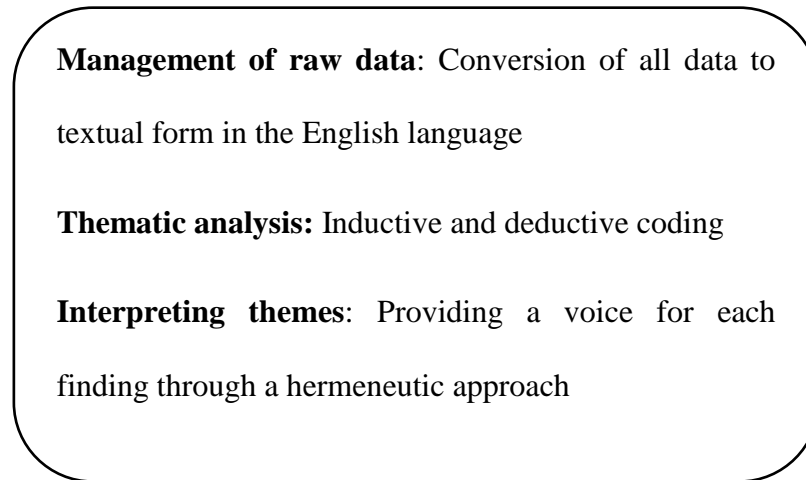 Management of raw data: Conversion of all data to
textual form in the English language
Thematic analysis: Inductive and deductive coding
Interpreting themes: Providing a voice for each
finding through a hermeneutic approach